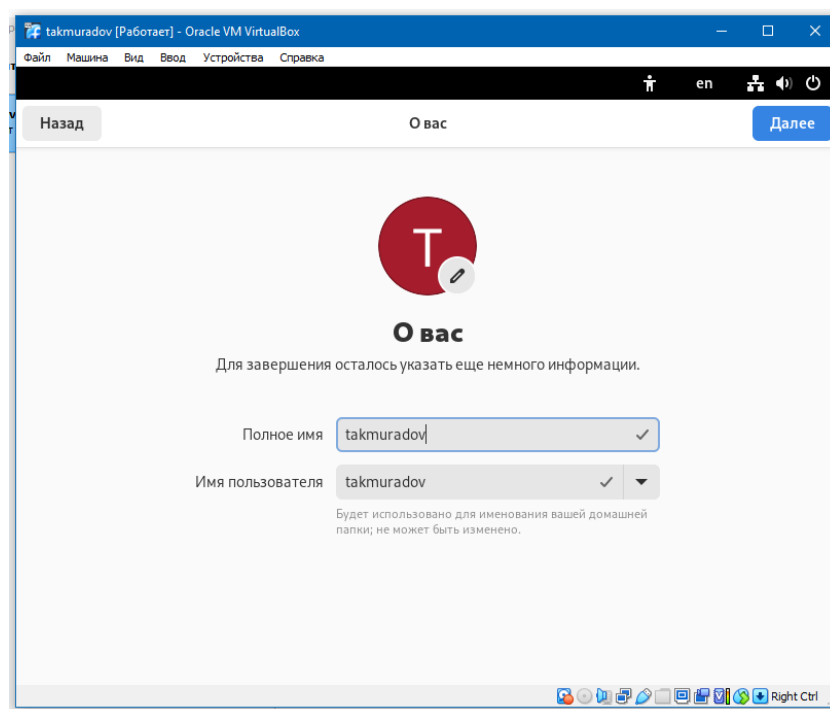 takmuradov [Работает] - Oracle VM VirtualBox
Файл Машина Вид Ввод Устройства Справка
en
Назад О вас Далее
T
О вас
Для завершения осталось указать еще немного информации.
Полное имя takmuradov
Имя пользователя takmuradov
Будет использовано для именования вашей домашней
папки; не может быть изменено.
Right Ctrl